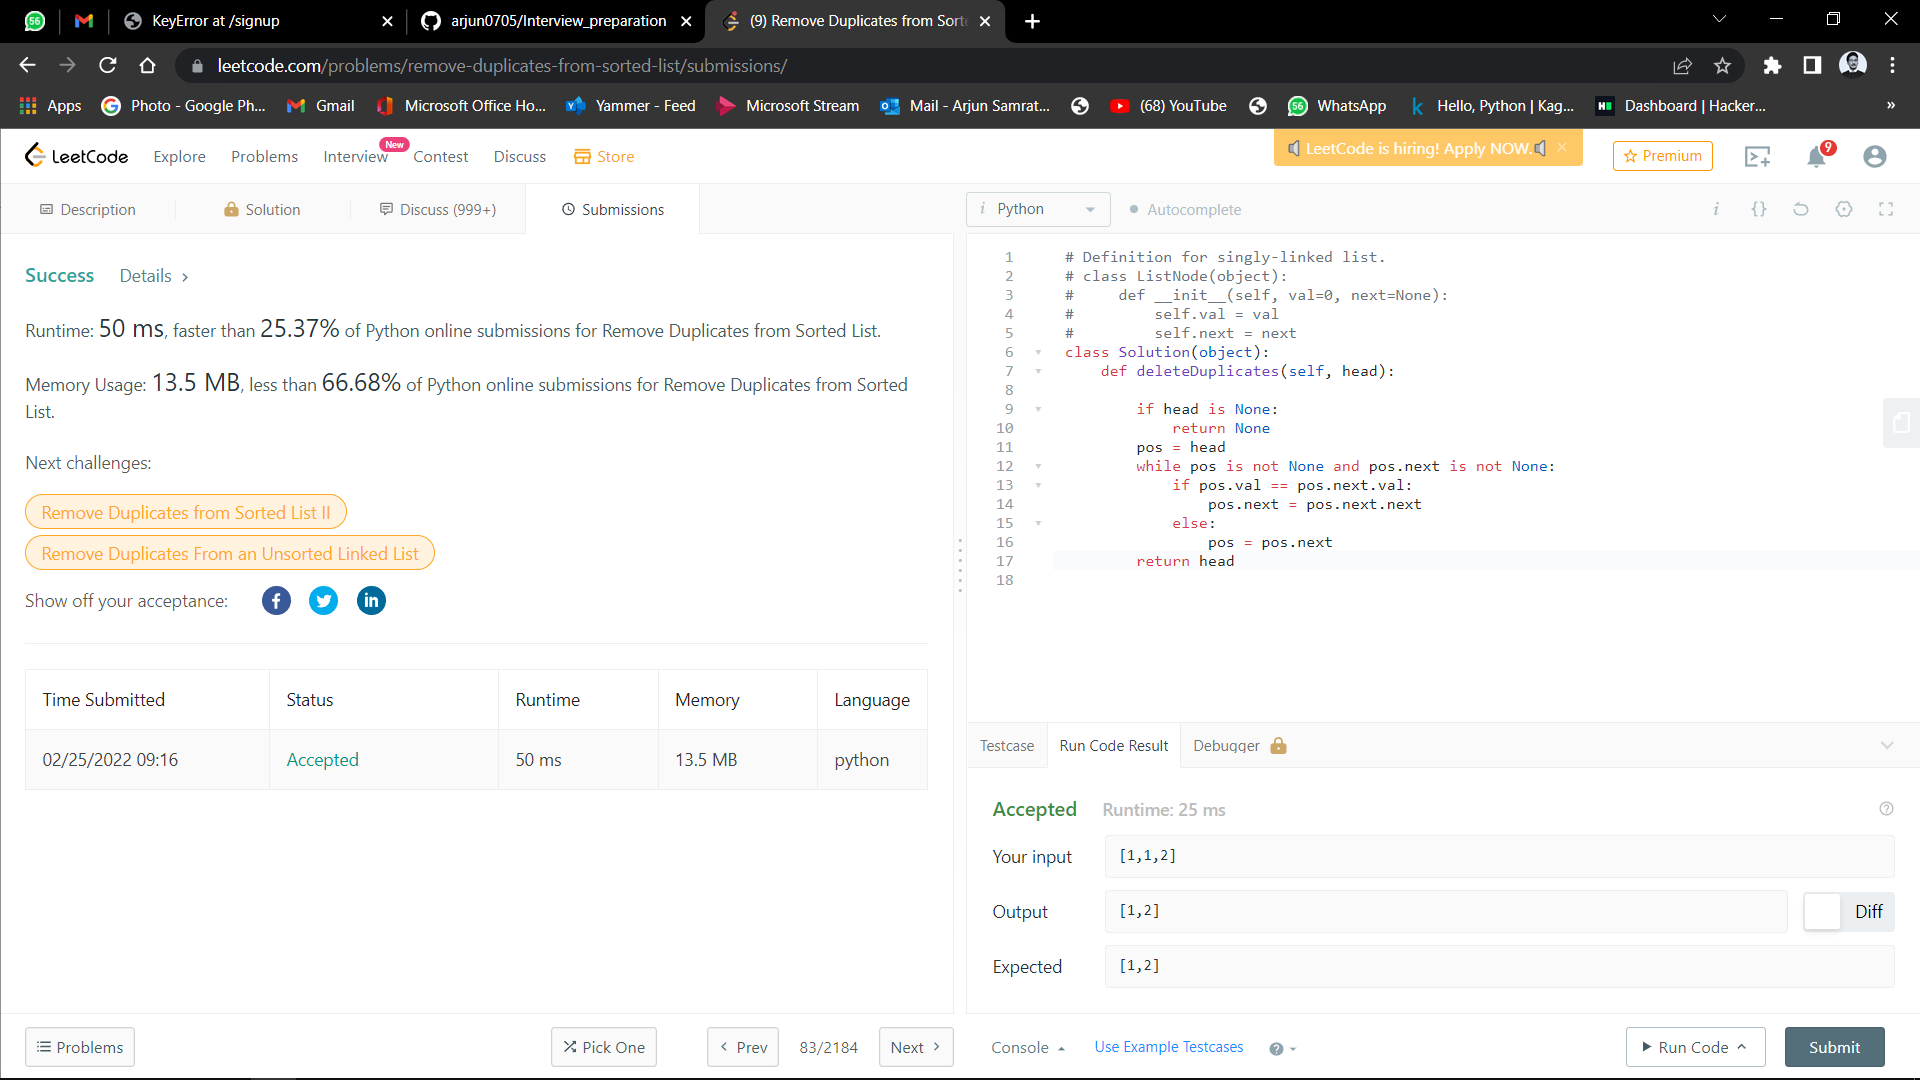 56
KeyError at /signup
arjun0705/Interview_preparation
(9) Remove Duplicates from Sorte
leetcode.com/problems/remove-duplicates-from-sorted-list/submissions/
Apps
Photo - Google Ph...
Gmail
Microsoft Office Ho...
Yammer - Feed
Microsoft Stream
Mail - Arjun Samrat...
(68) YouTube
56
WhatsApp
Hello, Python | Kag...
Dashboard | Hacker...
»
LeetCode
Explore
Problems
Interview
New
Contest
Discuss
Store
LeetCode is hiring! Apply NOW.
Premium
9
Description
Solution
Discuss (999+)
Submissions
i Python
Autocomplete
i {}
Success
Details >
Runtime: 50 ms, faster than 25.37% of Python online submissions for Remove Duplicates from Sorted List.
Memory Usage: 13.5 MB, less than 66.68% of Python online submissions for Remove Duplicates from Sorted
List.
Next challenges:
Remove Duplicates from Sorted List II
Remove Duplicates From an Unsorted Linked List
Show off your acceptance:
Time Submitted Status Runtime Memory Language
02/25/2022 09:16 Accepted 50 ms 13.5 MB python
1 # Definition for singly-linked list.
2 # class ListNode(object):
3 #     def __init__(self, val=0, next=None):
4 #         self.val = val
5 #         self.next = next
6 class Solution(object):
7     def deleteDuplicates(self, head):
8
9         if head is None:
10             return None
11         pos = head
12         while pos is not None and pos.next is not None:
13             if pos.val == pos.next.val:
14                 pos.next = pos.next.next
15             else:
16                 pos = pos.next
17         return head
18
Testcase
Run Code Result
Debugger
Accepted
Runtime: 25 ms
Your input [1,1,2]
Output [1,2]
Diff
Expected [1,2]
Problems
Pick One
< Prev
83/2184
Next >
Console
Use Example Testcases
Run Code
Submit